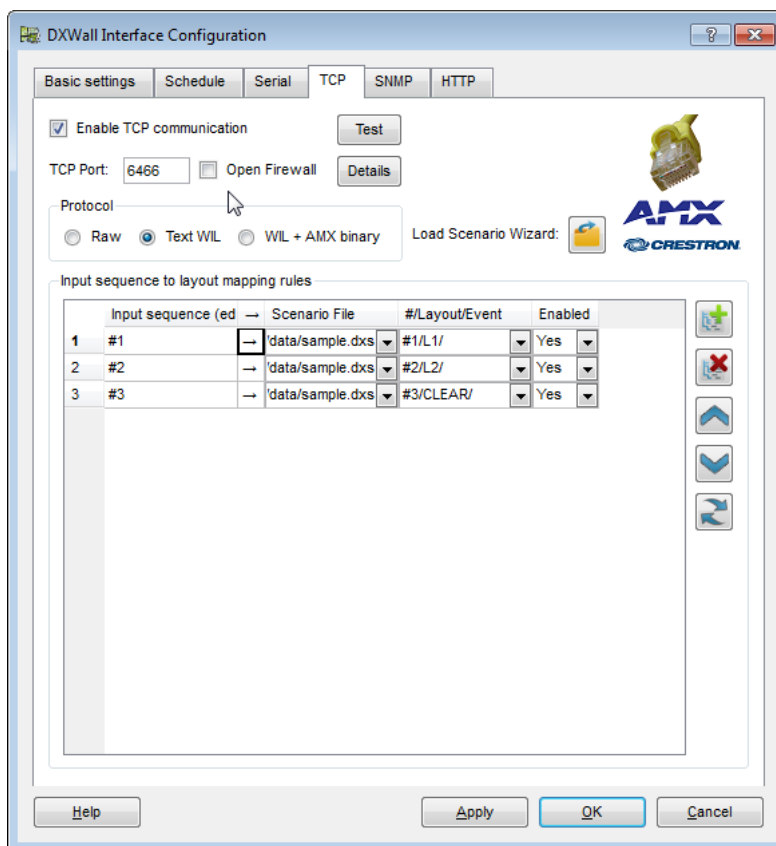 DXWall Interface Configuration
Basic settings Schedule Serial TCP SNMP HTTP
Enable TCP communication Test
TCP Port: 6466 Open Firewall Details
Protocol
Raw Text WIL WIL + AMX binary Load Scenario Wizard:
AMX
CRESTRON
Input sequence to layout mapping rules
Input sequence (ed → Scenario File #/Layout/Event Enabled
1 #1 → 'data/sample.dxs #1/L1/ Yes
2 #2 → 'data/sample.dxs #2/L2/ Yes
3 #3 → 'data/sample.dxs #3/CLEAR/ Yes
Help Apply OK Cancel